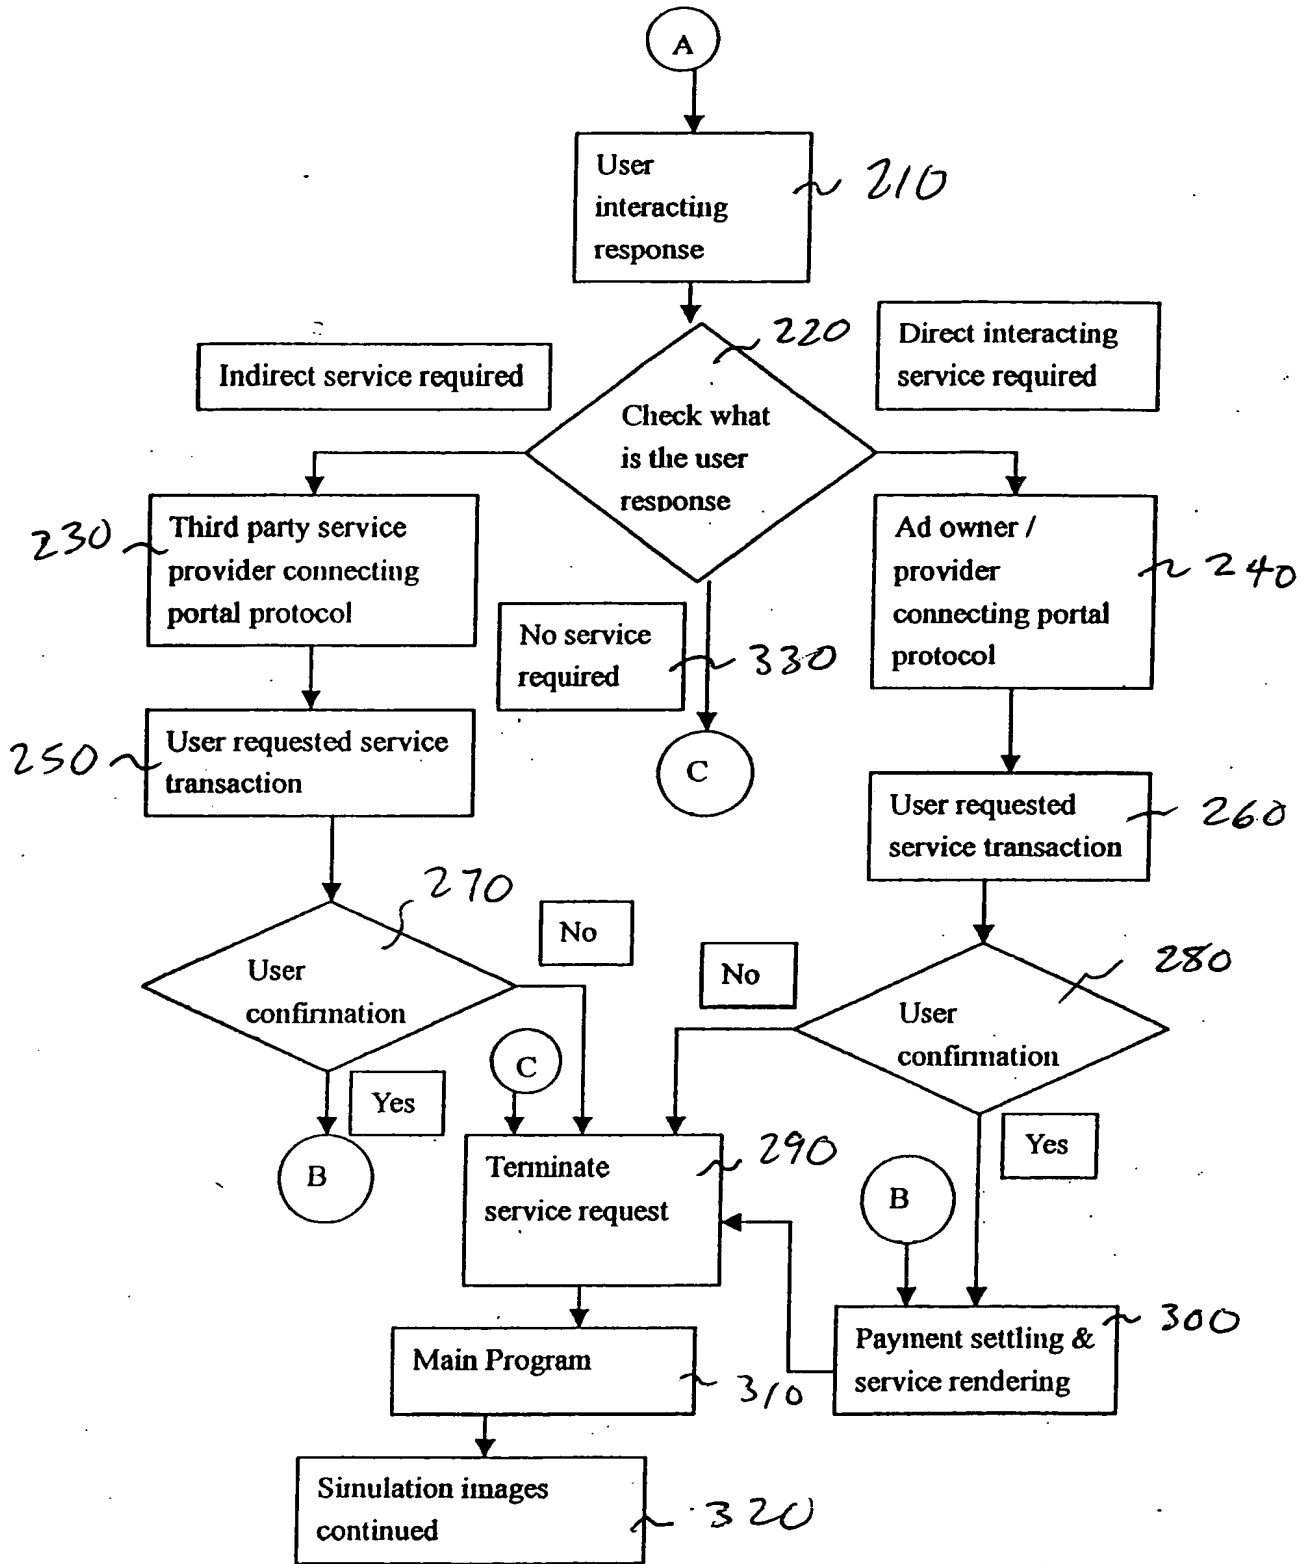 A
User
interacting
response
210
220
Indirect service required
Direct interacting
service required
Check what
is the user
response
230
Third party service
provider connecting
portal protocol
Ad owner /
provider
connecting portal
protocol
240
No service
required
330
C
250
User requested service
transaction
User requested
service transaction
260
270
User
confirmation
No
No
280
User
confirmation
C
Yes
B
Yes
Terminate
service request
290
B
Main Program
310
Payment settling &
service rendering
300
Simulation images
continued
320